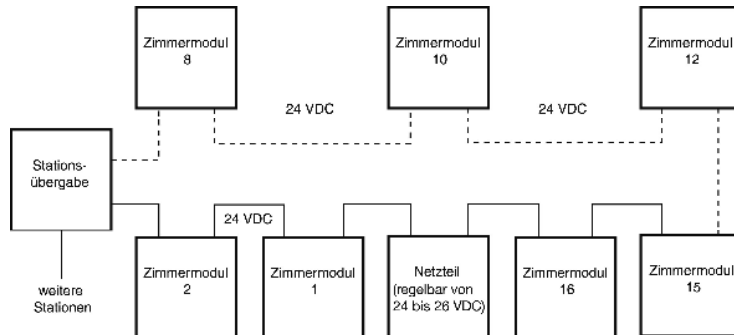 Zimmermodul
8
Zimmermodul
10
Zimmermodul
12
24 VDC
24 VDC
Stations-
übergabe
24 VDC
weitere
Stationen
Zimmermodul
2
Zimmermodul
1
Netzteil
(regelbar von
24 bis 26 VDC)
Zimmermodul
16
Zimmermodul
15